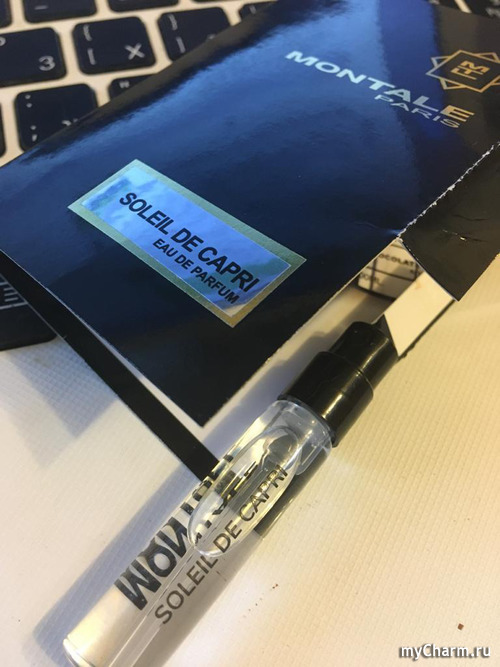 MONTALE
PARIS
SOLEIL DE CAPRI
EAU DE PARFUM
MONTALE
SOLEIL DE CAPRI
myCharm.ru